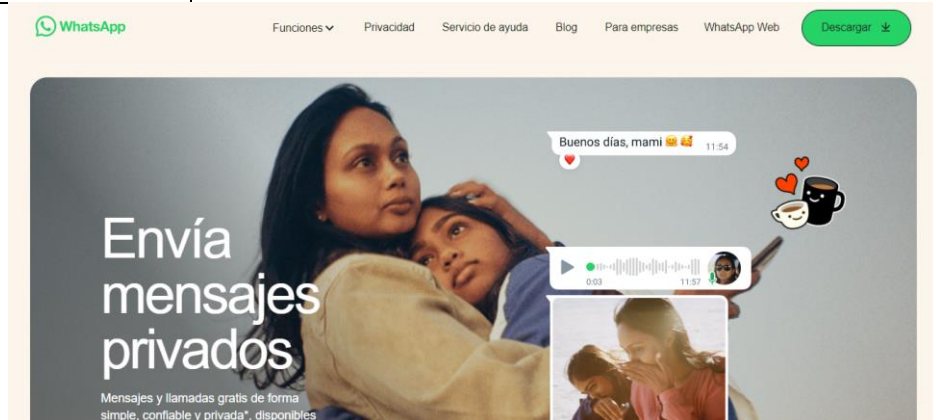 WhatsApp
Funciones
Privacidad
Servicio de ayuda
Blog
Para empresas
WhatsApp Web
Descargar
Buenos días, mami 🤗 🥰 11:54
0:03 11:57
Envía
mensajes
privados
Mensajes y llamadas gratis de forma
simple, confiable y privada*, disponibles